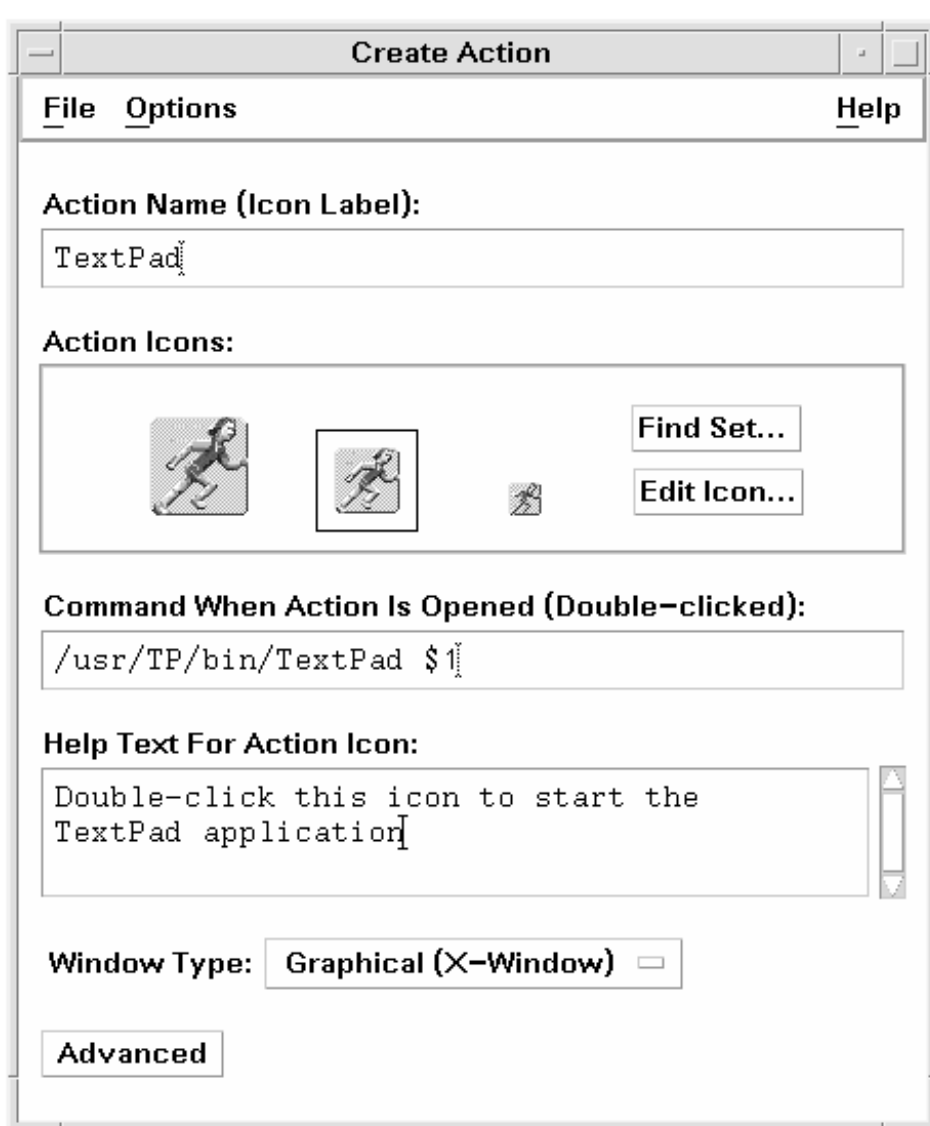 Create Action
File Options Help
Action Name (Icon Label):
TextPad
Action Icons:
Find Set...
Edit Icon...
Command When Action Is Opened (Double-clicked):
/usr/TP/bin/TextPad $1
Help Text For Action Icon:
Double-click this icon to start the
TextPad application
Window Type: Graphical (X-Window)
Advanced